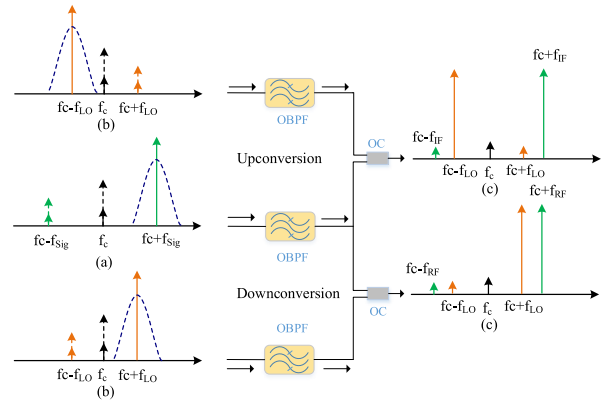 fc-fLO fc fc+fLO
(b)
OBPF
Upconversion
OC
fc+fIF
fc-fIF
fc-fLO fc fc+fLO
(c)
fc-fSig fc fc+fSig
(a)
OBPF
Downconversion
OC
fc+fRF
fc-fRF
fc-fLO fc fc+fLO
(c)
fc-fLO fc fc+fLO
(b)
OBPF